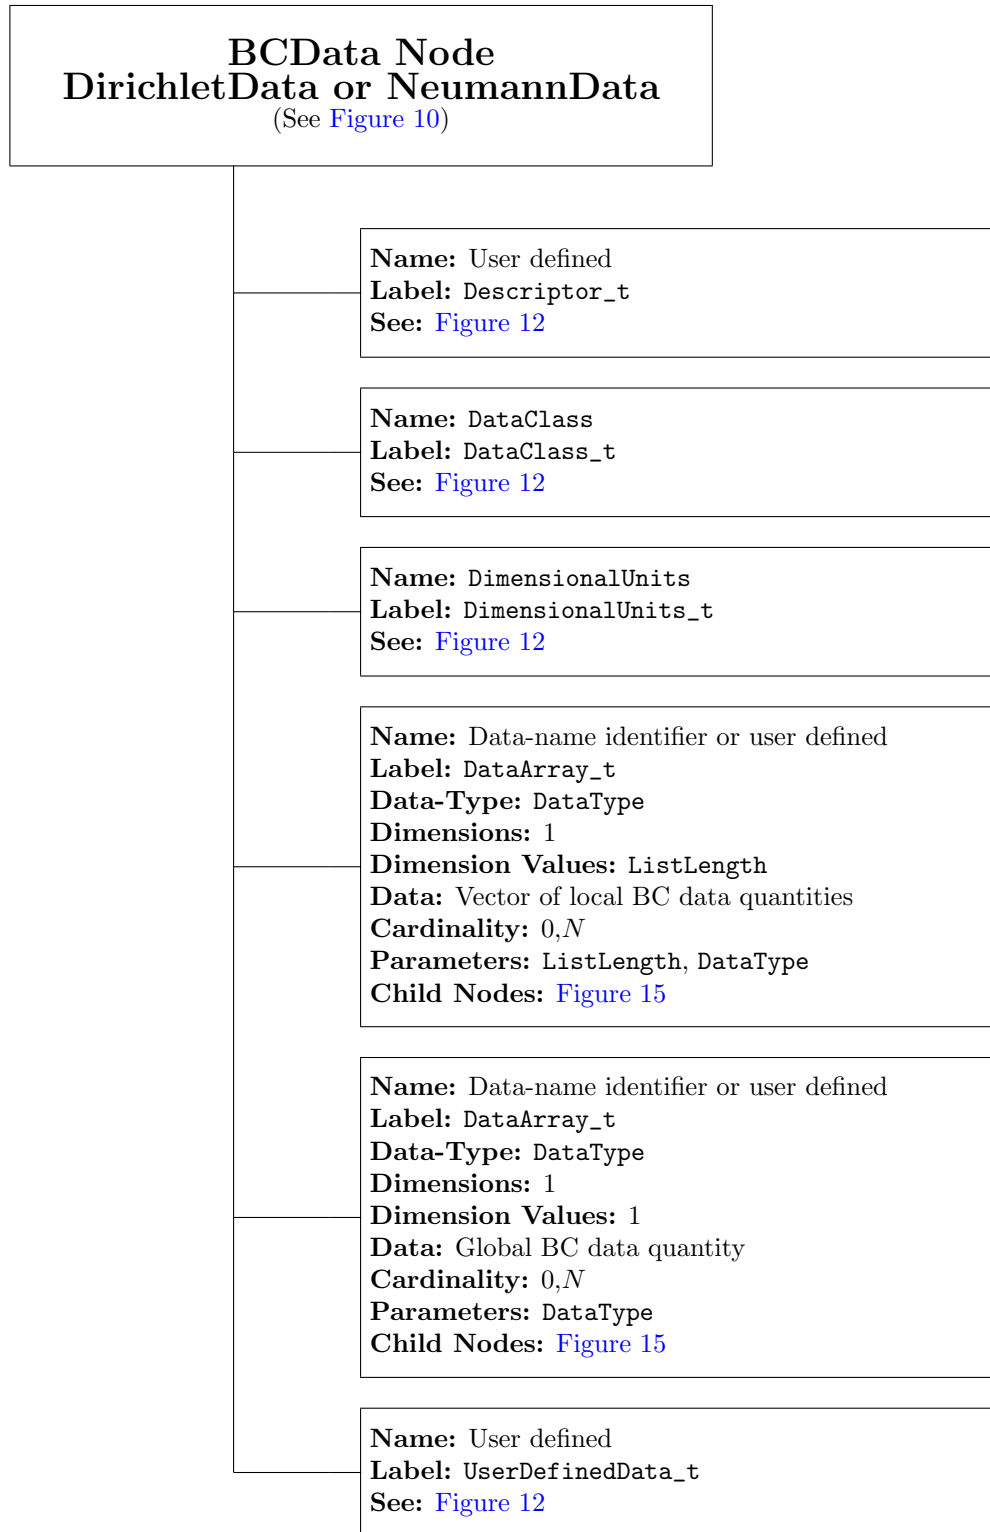 BCData Node
DirichletData or NeumannData
(See Figure 10)
Name: User defined
Label: Descriptor_t
See: Figure 12
Name: DataClass
Label: DataClass_t
See: Figure 12
Name: DimensionalUnits
Label: DimensionalUnits_t
See: Figure 12
Name: Data-name identifier or user defined
Label: DataArray_t
Data-Type: DataType
Dimensions: 1
Dimension Values: ListLength
Data: Vector of local BC data quantities
Cardinality: 0,N
Parameters: ListLength, DataType
Child Nodes: Figure 15
Name: Data-name identifier or user defined
Label: DataArray_t
Data-Type: DataType
Dimensions: 1
Dimension Values: 1
Data: Global BC data quantity
Cardinality: 0,N
Parameters: DataType
Child Nodes: Figure 15
Name: User defined
Label: UserDefinedData_t
See: Figure 12